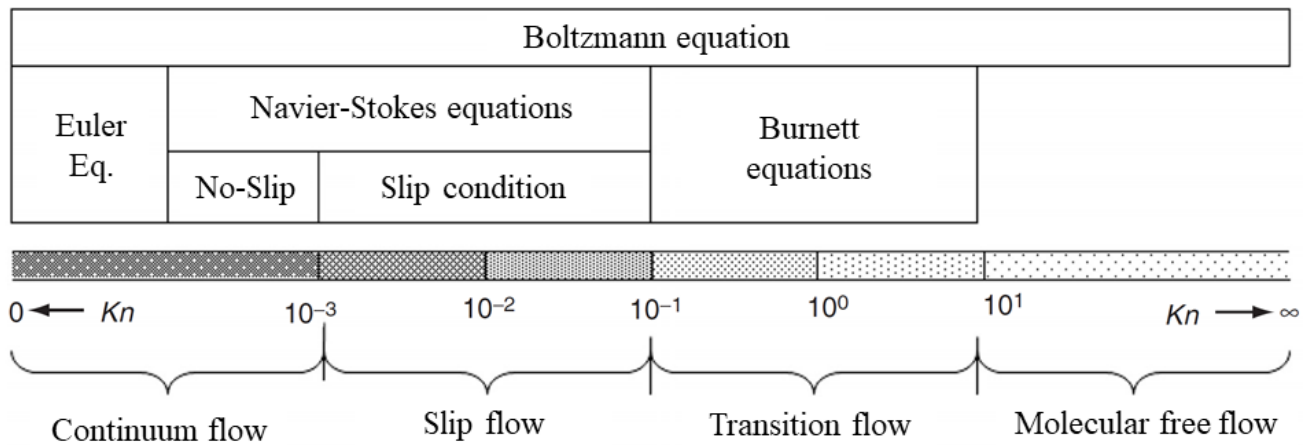 Boltzmann equation
Euler
Eq.
Navier-Stokes equations
No-Slip
Slip condition
Burnett
equations
0 ← Kn 10⁻³ 10⁻² 10⁻¹ 10⁰ 10¹ Kn → ∞
Continuum flow Slip flow Transition flow Molecular free flow